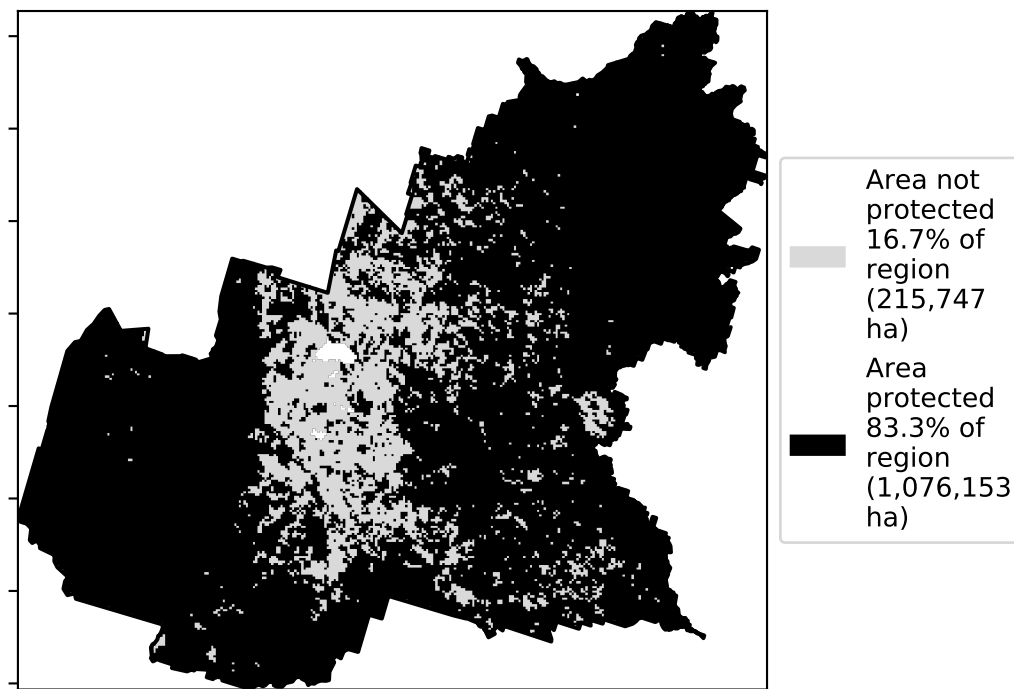 Area not
protected
16.7% of
region
(215,747
ha)
Area
protected
83.3% of
region
(1,076,153
ha)